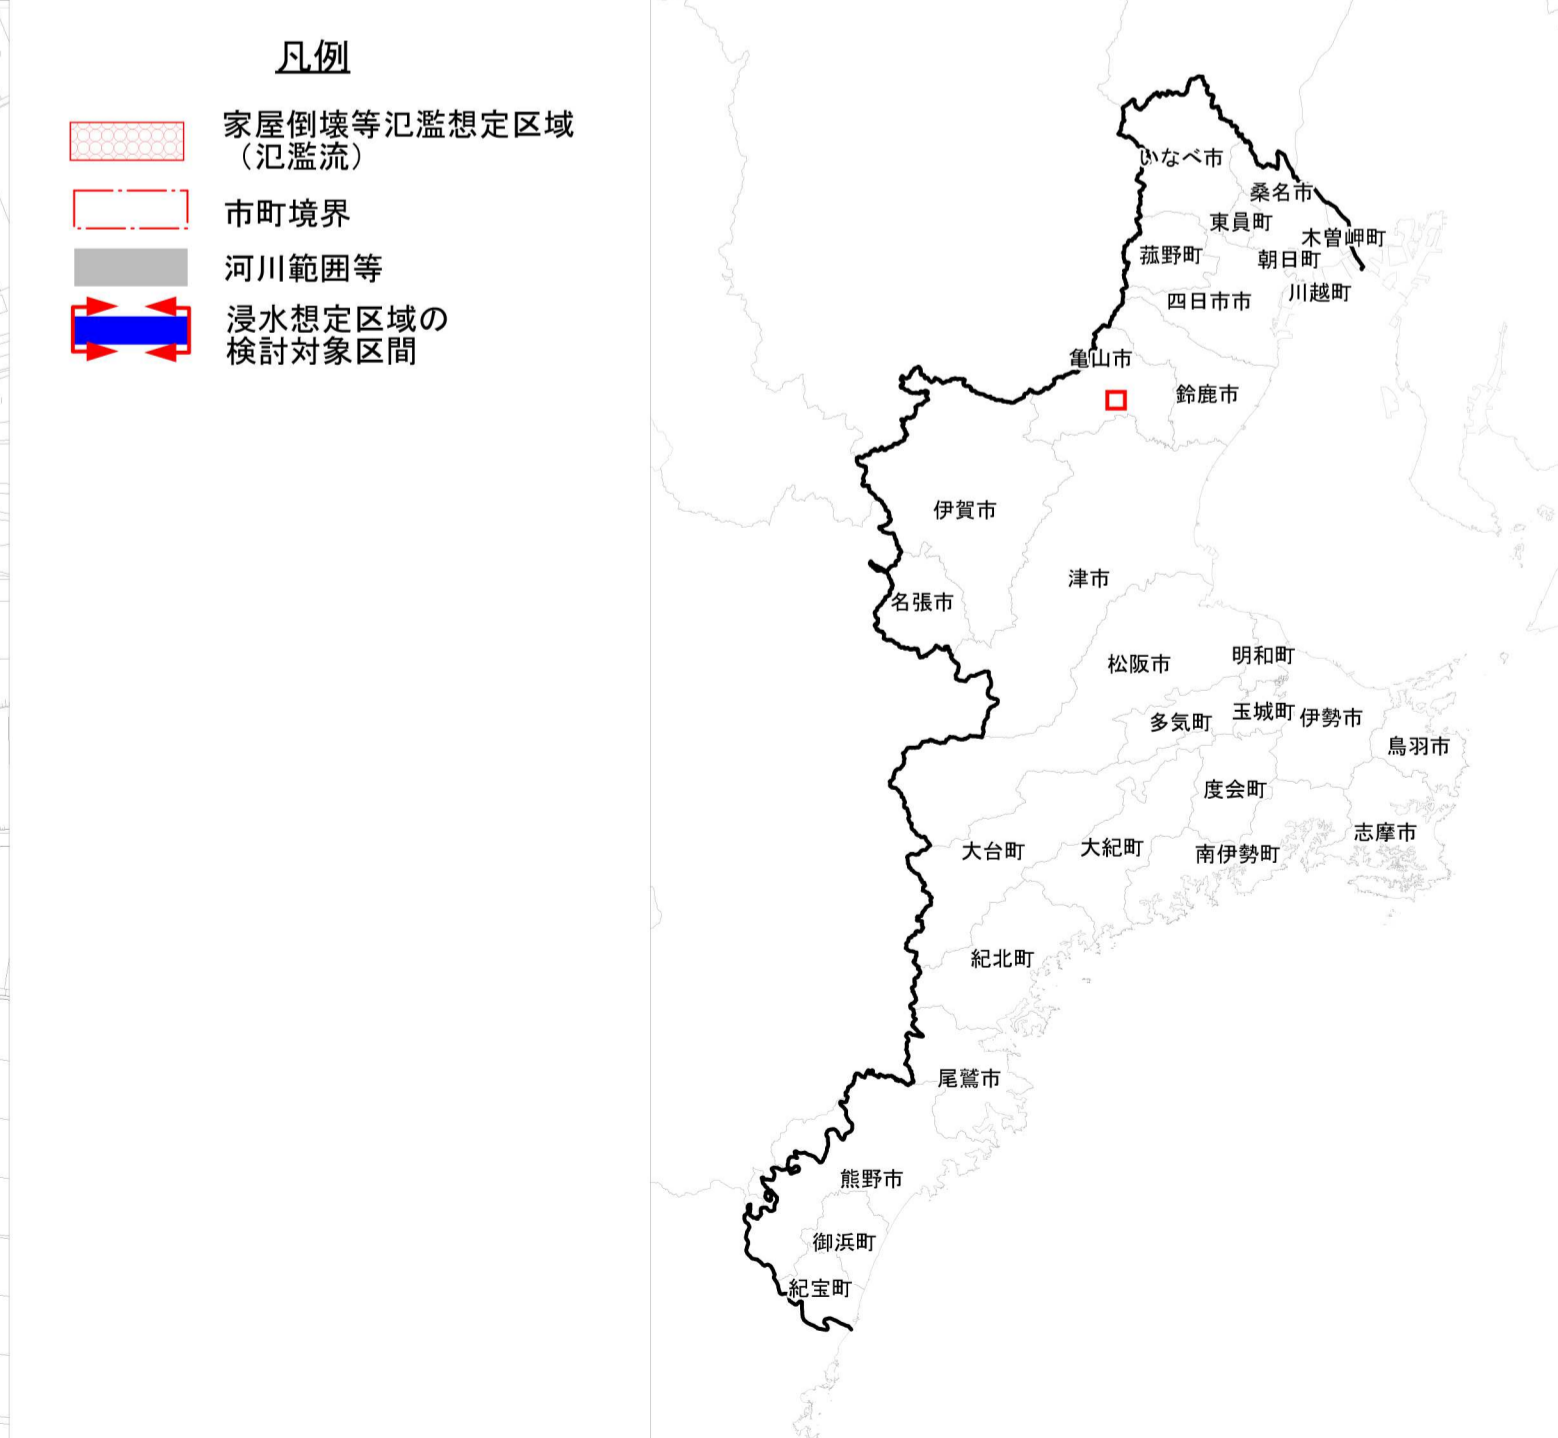 凡例
家屋倒壊等氾濫想定区域
（氾濫流）
市町境界
河川範囲等
浸水想定区域の
検討対象区間
いなべ市
桑名市
東員町
木曽岬町
菰野町
朝日町
川越町
四日市市
亀山市
鈴鹿市
伊賀市
津市
名張市
松阪市
明和町
多気町
玉城町
伊勢市
鳥羽市
度会町
志摩市
大台町
大紀町
南伊勢町
紀北町
尾鷲市
熊野市
御浜町
紀宝町